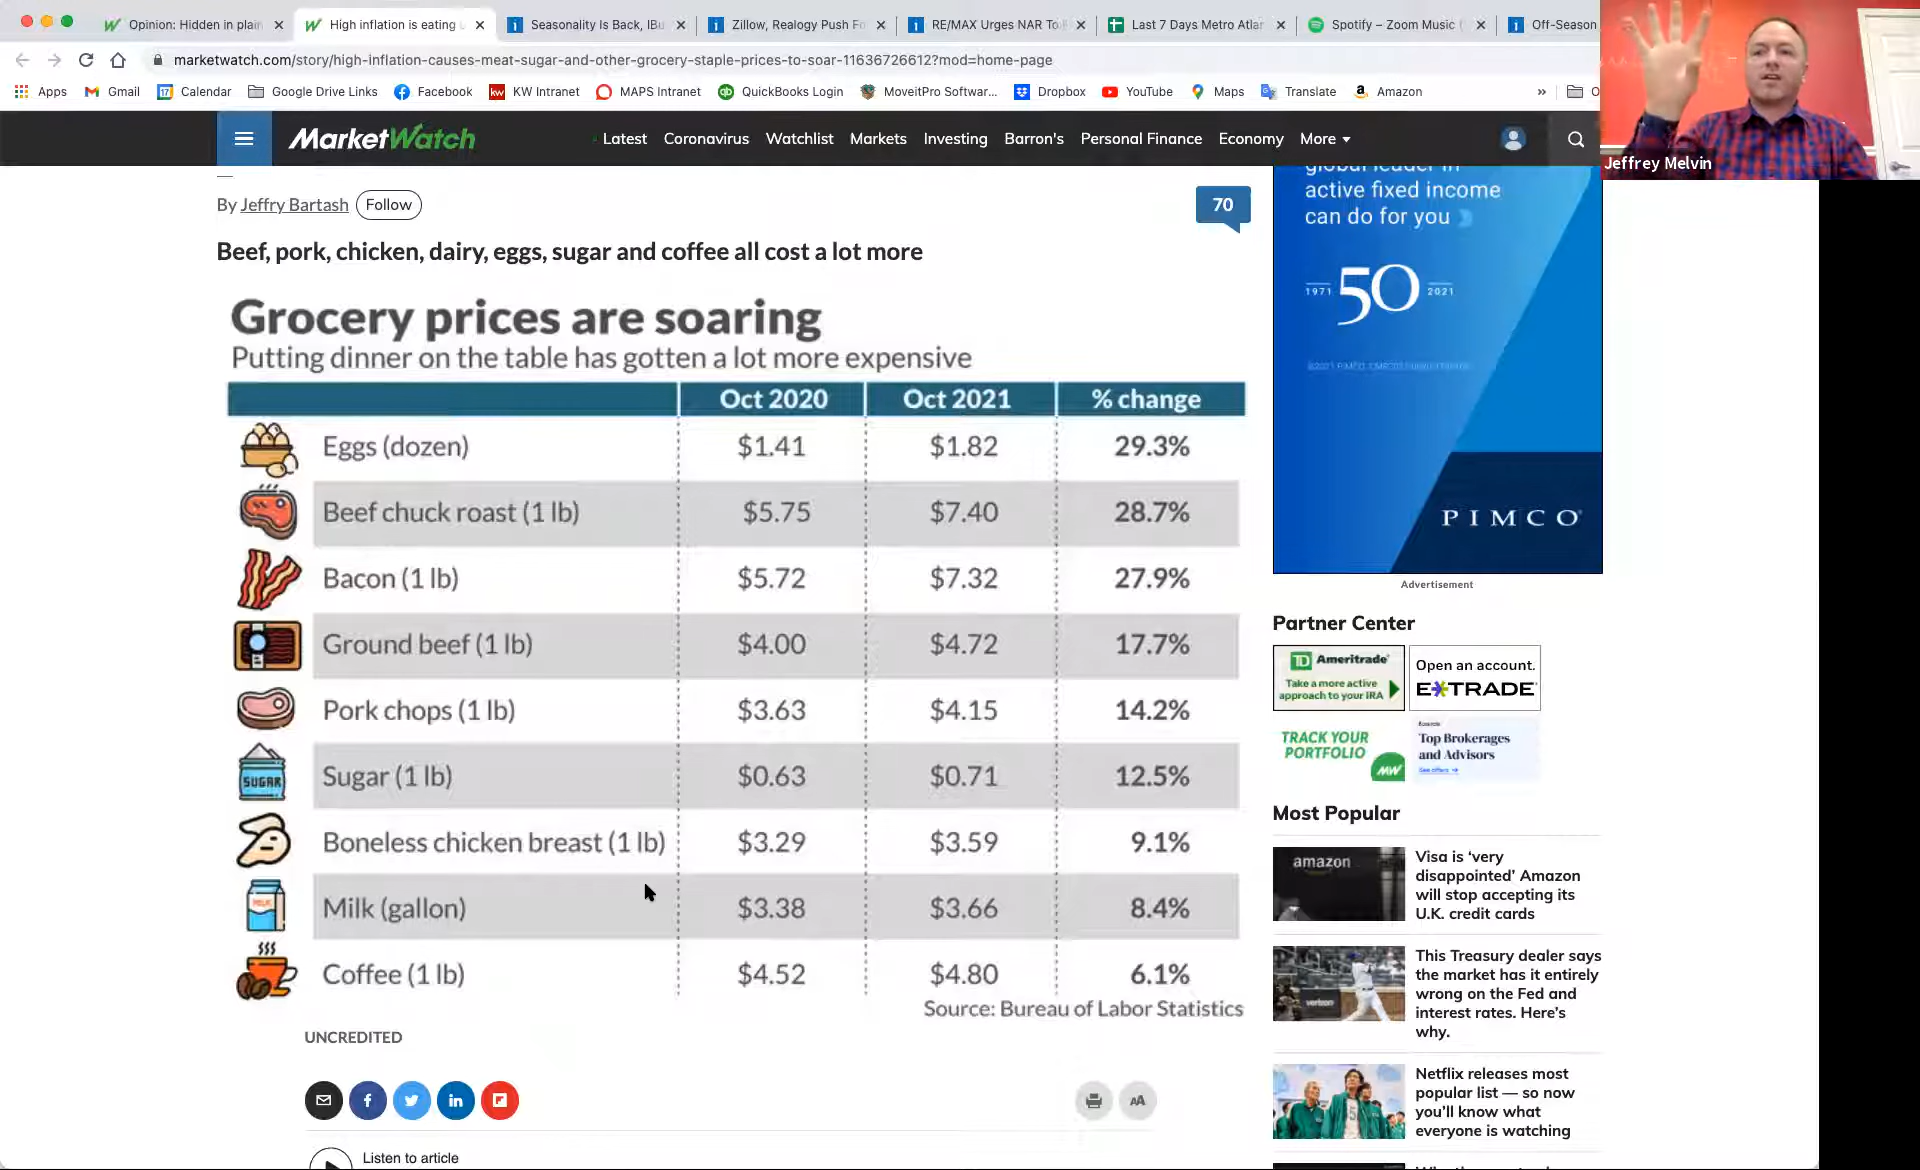 Opinion: Hidden in plain
High inflation is eating u
Seasonality Is Back, IBu
Zillow, Realogy Push Fo
RE/MAX Urges NAR To
Last 7 Days Metro Atlan
Spotify – Zoom Music
Off-Season
marketwatch.com/story/high-inflation-causes-meat-sugar-and-other-grocery-staple-prices-to-soar-11636726612?mod=home-page
Apps
Gmail
Calendar
Google Drive Links
Facebook
KW Intranet
MAPS Intranet
QuickBooks Login
MoveitPro Softwar...
Dropbox
YouTube
Maps
Translate
Amazon
»
O
Jeffrey Melvin
MarketWatch
Latest
Coronavirus
Watchlist
Markets
Investing
Barron's
Personal Finance
Economy
More
By Jeffry Bartash
Follow
70
Beef, pork, chicken, dairy, eggs, sugar and coffee all cost a lot more
Grocery prices are soaring
Putting dinner on the table has gotten a lot more expensive
Oct 2020 Oct 2021 % change
Eggs (dozen) $1.41 $1.82 29.3%
Beef chuck roast (1 lb) $5.75 $7.40 28.7%
Bacon (1 lb) $5.72 $7.32 27.9%
Ground beef (1 lb) $4.00 $4.72 17.7%
Pork chops (1 lb) $3.63 $4.15 14.2%
SUGAR
Sugar (1 lb) $0.63 $0.71 12.5%
Boneless chicken breast (1 lb) $3.29 $3.59 9.1%
MILK
Milk (gallon) $3.38 $3.66 8.4%
Coffee (1 lb) $4.52 $4.80 6.1%
Source: Bureau of Labor Statistics
UNCREDITED
AA
Listen to article
global leader in
active fixed income
can do for you
1971 50 2021
PIMCO
Advertisement
Partner Center
TD Ameritrade
Take a more active
approach to your IRA
Open an account.
E*TRADE
TRACK YOUR
PORTFOLIO
MW
Top Brokerages
and Advisors
See offers →
Most Popular
amazon
Visa is ‘very
disappointed’ Amazon
will stop accepting its
U.K. credit cards
verizon
This Treasury dealer says
the market has it entirely
wrong on the Fed and
interest rates. Here’s
why.
Netflix releases most
popular list — so now
you’ll know what
everyone is watching